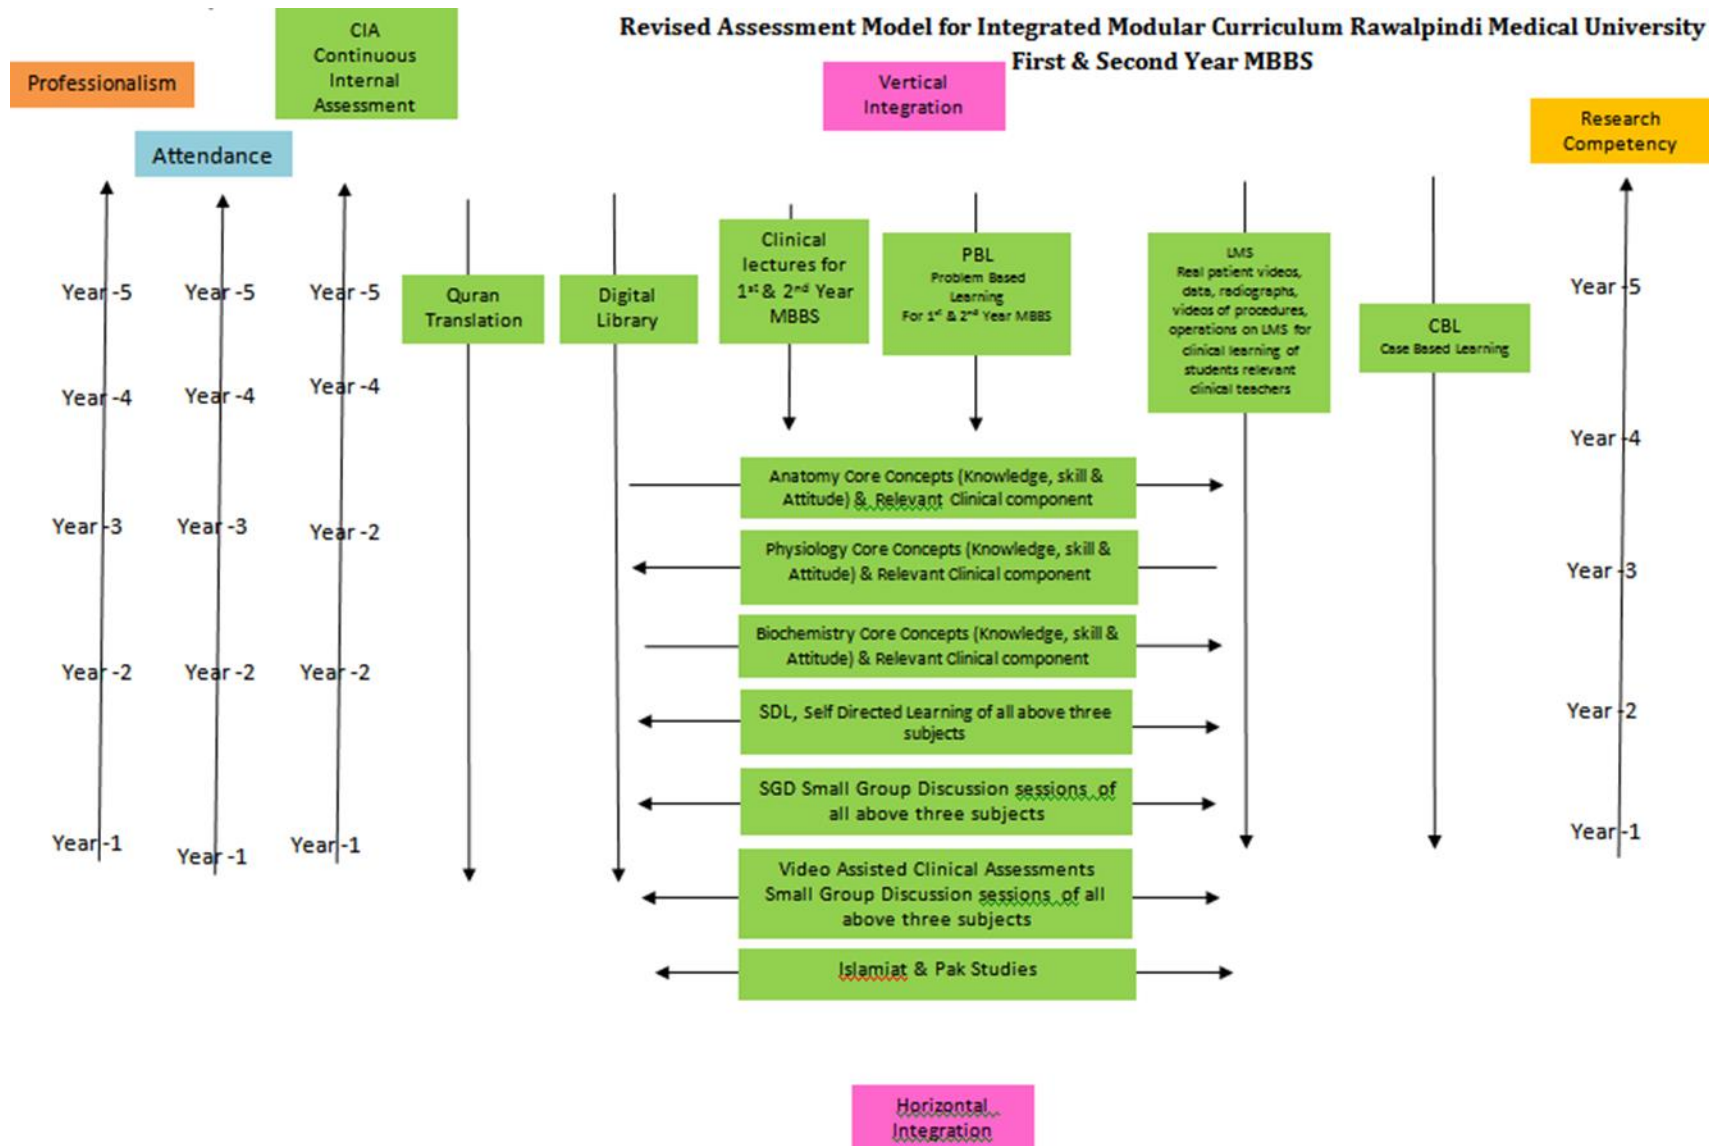 Revised Assessment Model for Integrated Modular Curriculum Rawalpindi Medical University
First & Second Year MBBS
Professionalism
Attendance
CIA
Continuous
Internal
Assessment
Vertical
Integration
Research
Competency
Year -5
Year -4
Year -3
Year -2
Year -1
Year -5
Year -4
Year -3
Year -2
Year -1
Year -5
Year -4
Year -2
Year -2
Year -1
Quran
Translation
Digital
Library
Clinical
lectures for
1st & 2nd Year
MBBS
PBL
Problem Based
Learning
For 1st & 2nd Year MBBS
LMS
Real patient videos,
data, radiographs,
videos of procedures,
operations on LMS for
clinical learning of
students relevant
clinical teachers
CBL
Case Based Learning
Year -5
Year -4
Year -3
Year -2
Year -1
Anatomy Core Concepts (Knowledge, skill &
Attitude) & Relevant Clinical component
Physiology Core Concepts (Knowledge, skill &
Attitude) & Relevant Clinical component
Biochemistry Core Concepts (Knowledge, skill &
Attitude) & Relevant Clinical component
SDL, Self Directed Learning of all above three
subjects
SGD Small Group Discussion sessions of
all above three subjects
Video Assisted Clinical Assessments
Small Group Discussion sessions of all
above three subjects
Islamiat & Pak Studies
Horizontal
Integration